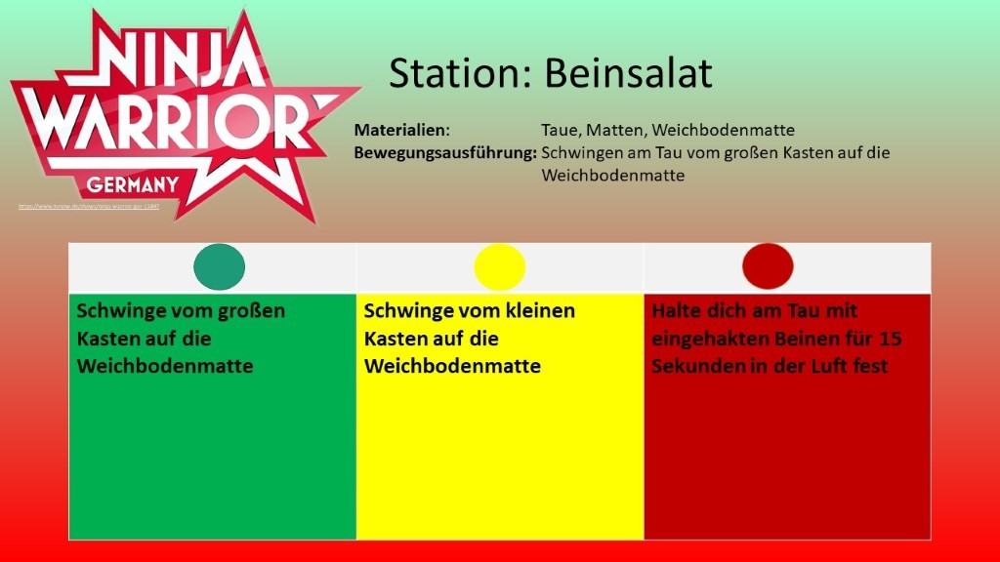 NINJA
WARRIOR
GERMANY
Station: Beinsalat
Materialien: Taue, Matten, Weichbodenmatte
Bewegungsausführung: Schwingen am Tau vom großen Kasten auf die
Weichbodenmatte
Schwinge vom großen
Kasten auf die
Weichbodenmatte
Schwinge vom kleinen
Kasten auf die
Weichbodenmatte
Halte dich am Tau mit
eingehakten Beinen für 15
Sekunden in der Luft fest